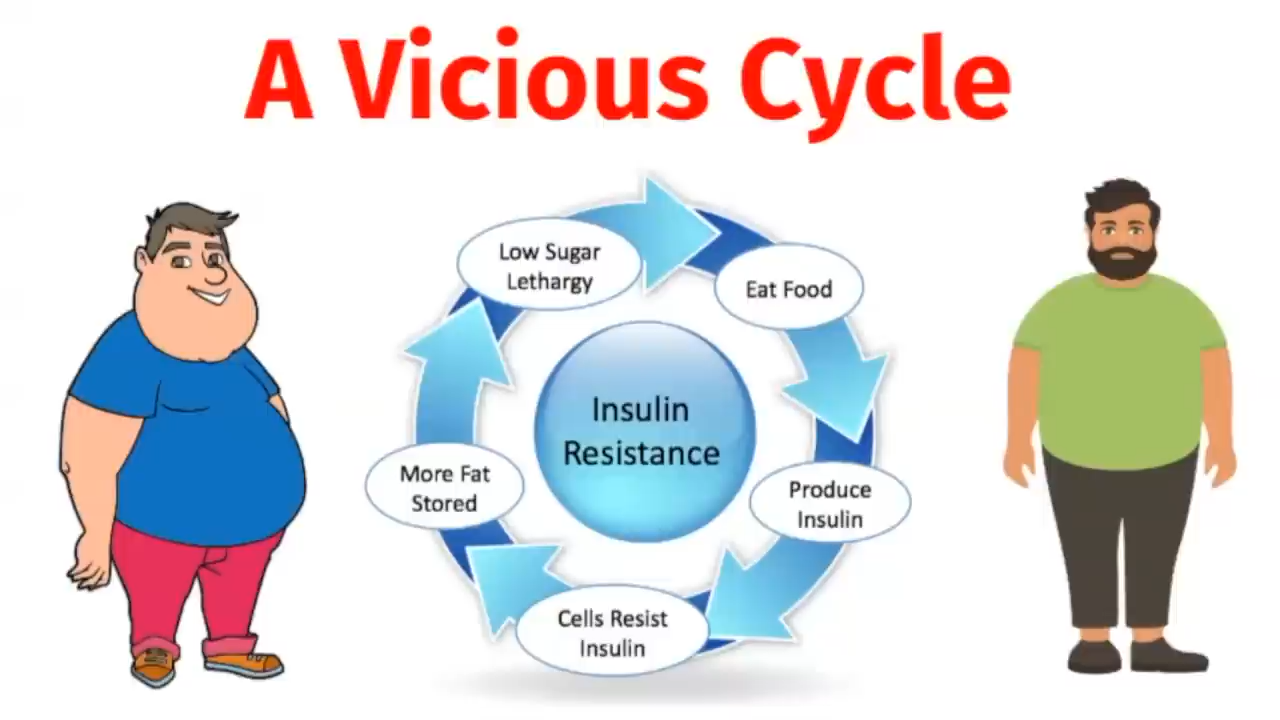 A Vicious Cycle
Low Sugar
Lethargy
Eat Food
Insulin
Resistance
More Fat
Stored
Produce
Insulin
Cells Resist
Insulin